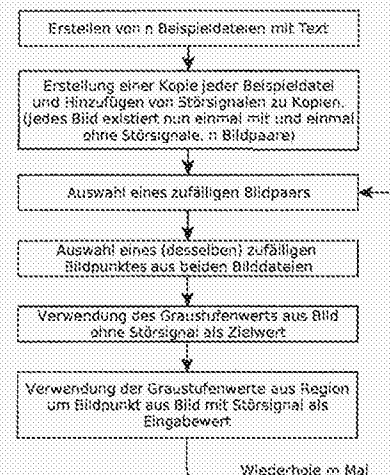 Erstellen von n Beispieldateien mit Text
Erstellung einer Kopie jeder Beispieldatei
und Hinzufügen von Störsignalen zu Kopien.
(Jedes Bild existiert nun einmal mit und einmal
ohne Störsignale, n Bildpaare)
Auswahl eines zufälligen Bildpaars
Auswahl eines (desselben) zufälligen
Bildpunktes aus beiden Bilddateien
Verwendung des Graustufenwerts aus Bild
ohne Störsignal als Zielwert
Verwendung der Graustufenwerte aus Region
um Bildpunkt aus Bild mit Störsignal als
Eingabewert
Wiederhole m Mal